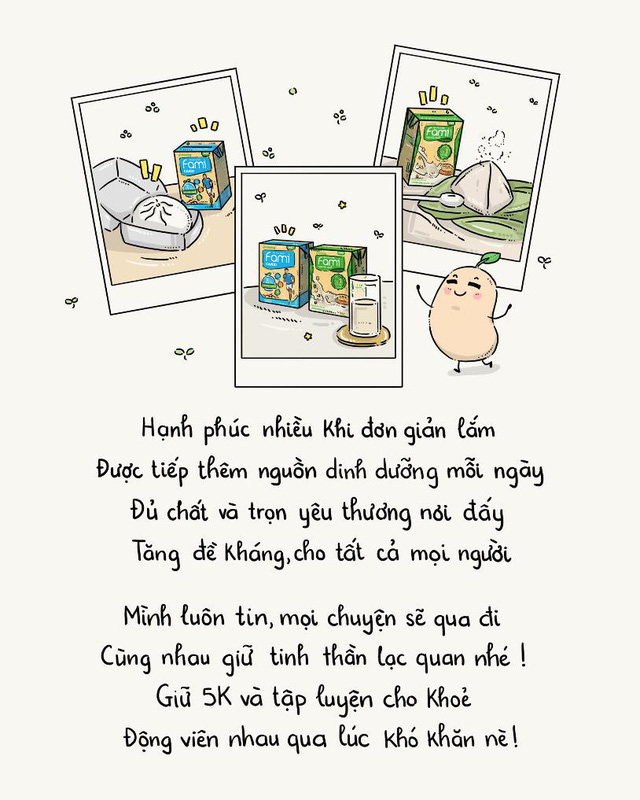 Fami
Fami
Fami
Fami
Hạnh phúc nhiều khi đơn giản lắm
Được tiếp thêm nguồn dinh dưỡng mỗi ngày
Đủ chất và trọn yêu thương nơi đấy
Tăng đề kháng, cho tất cả mọi người
Mình luôn tin, mọi chuyện sẽ qua đi
Cùng nhau giữ tinh thần lạc quan nhé !
Giữ 5K và tập luyện cho khoẻ
Động viên nhau qua lúc khó khăn nè !